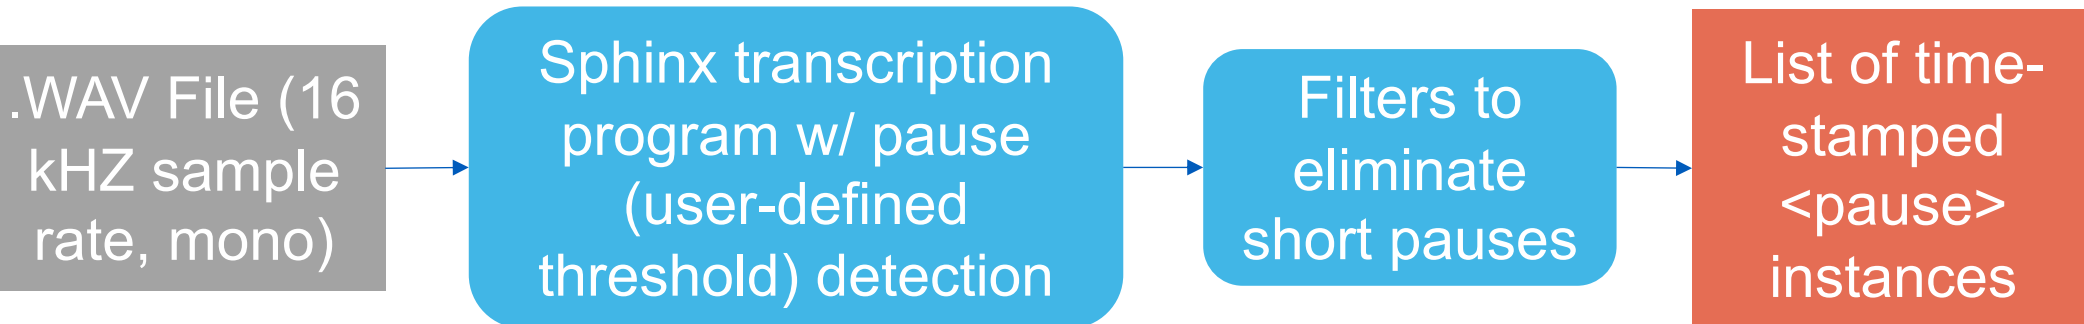 .WAV File (16
kHZ sample
rate, mono)
Sphinx transcription
program w/ pause
(user-defined
threshold) detection
Filters to
eliminate
short pauses
List of time-
stamped
<pause>
instances